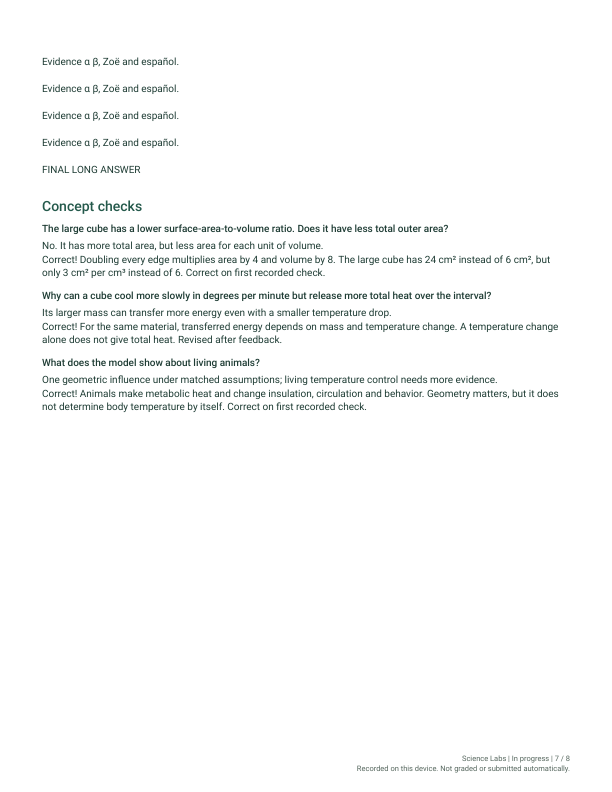 Evidence α β, Zoë and español.
Evidence α β, Zoë and español.
Evidence α β, Zoë and español.
Evidence α β, Zoë and español.
FINAL LONG ANSWER
Concept checks
The large cube has a lower surface-area-to-volume ratio. Does it have less total outer area?
No. It has more total area, but less area for each unit of volume.
Correct! Doubling every edge multiplies area by 4 and volume by 8. The large cube has 24 cm² instead of 6 cm², but
only 3 cm² per cm³ instead of 6. Correct on first recorded check.
Why can a cube cool more slowly in degrees per minute but release more total heat over the interval?
Its larger mass can transfer more energy even with a smaller temperature drop.
Correct! For the same material, transferred energy depends on mass and temperature change. A temperature change
alone does not give total heat. Revised after feedback.
What does the model show about living animals?
One geometric influence under matched assumptions; living temperature control needs more evidence.
Correct! Animals make metabolic heat and change insulation, circulation and behavior. Geometry matters, but it does
not determine body temperature by itself. Correct on first recorded check.
Science Labs | In progress | 7 / 8
Recorded on this device. Not graded or submitted automatically.